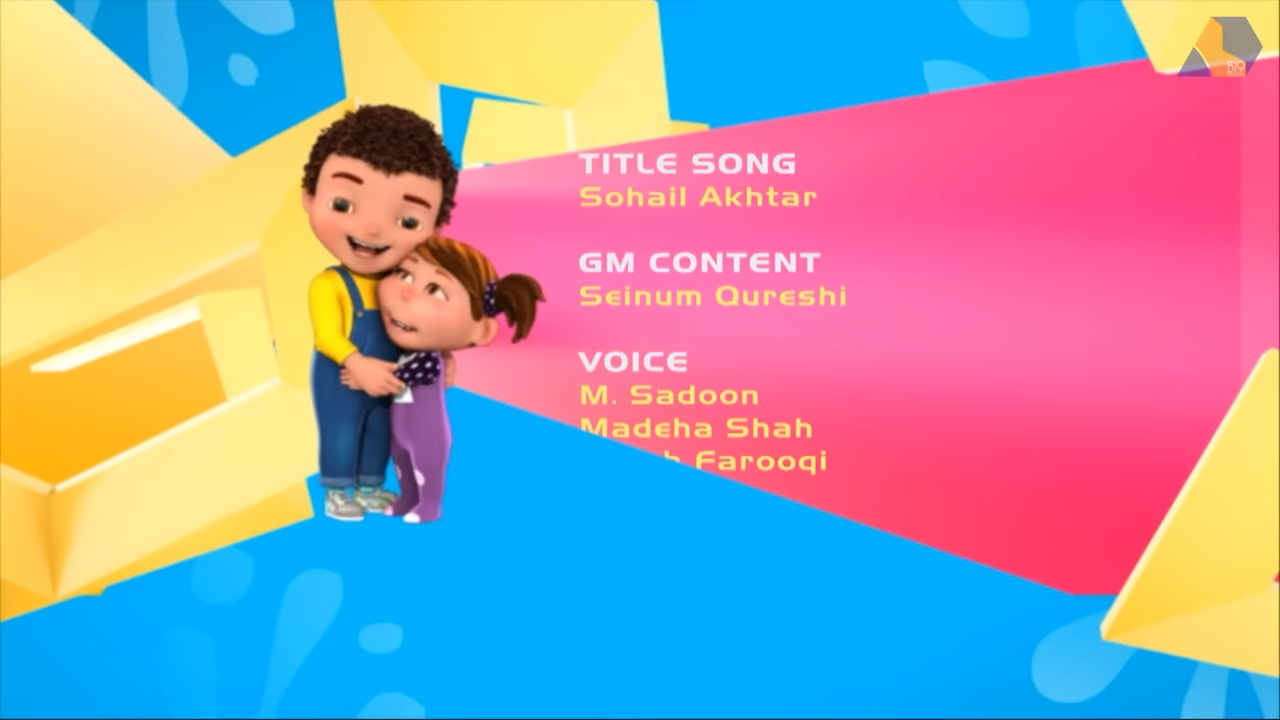 TITLE SONG
Sohail Akhtar
GM CONTENT
Seinum Qureshi
VOICE
M. Sadoon
Madeha Shah
Farooqi